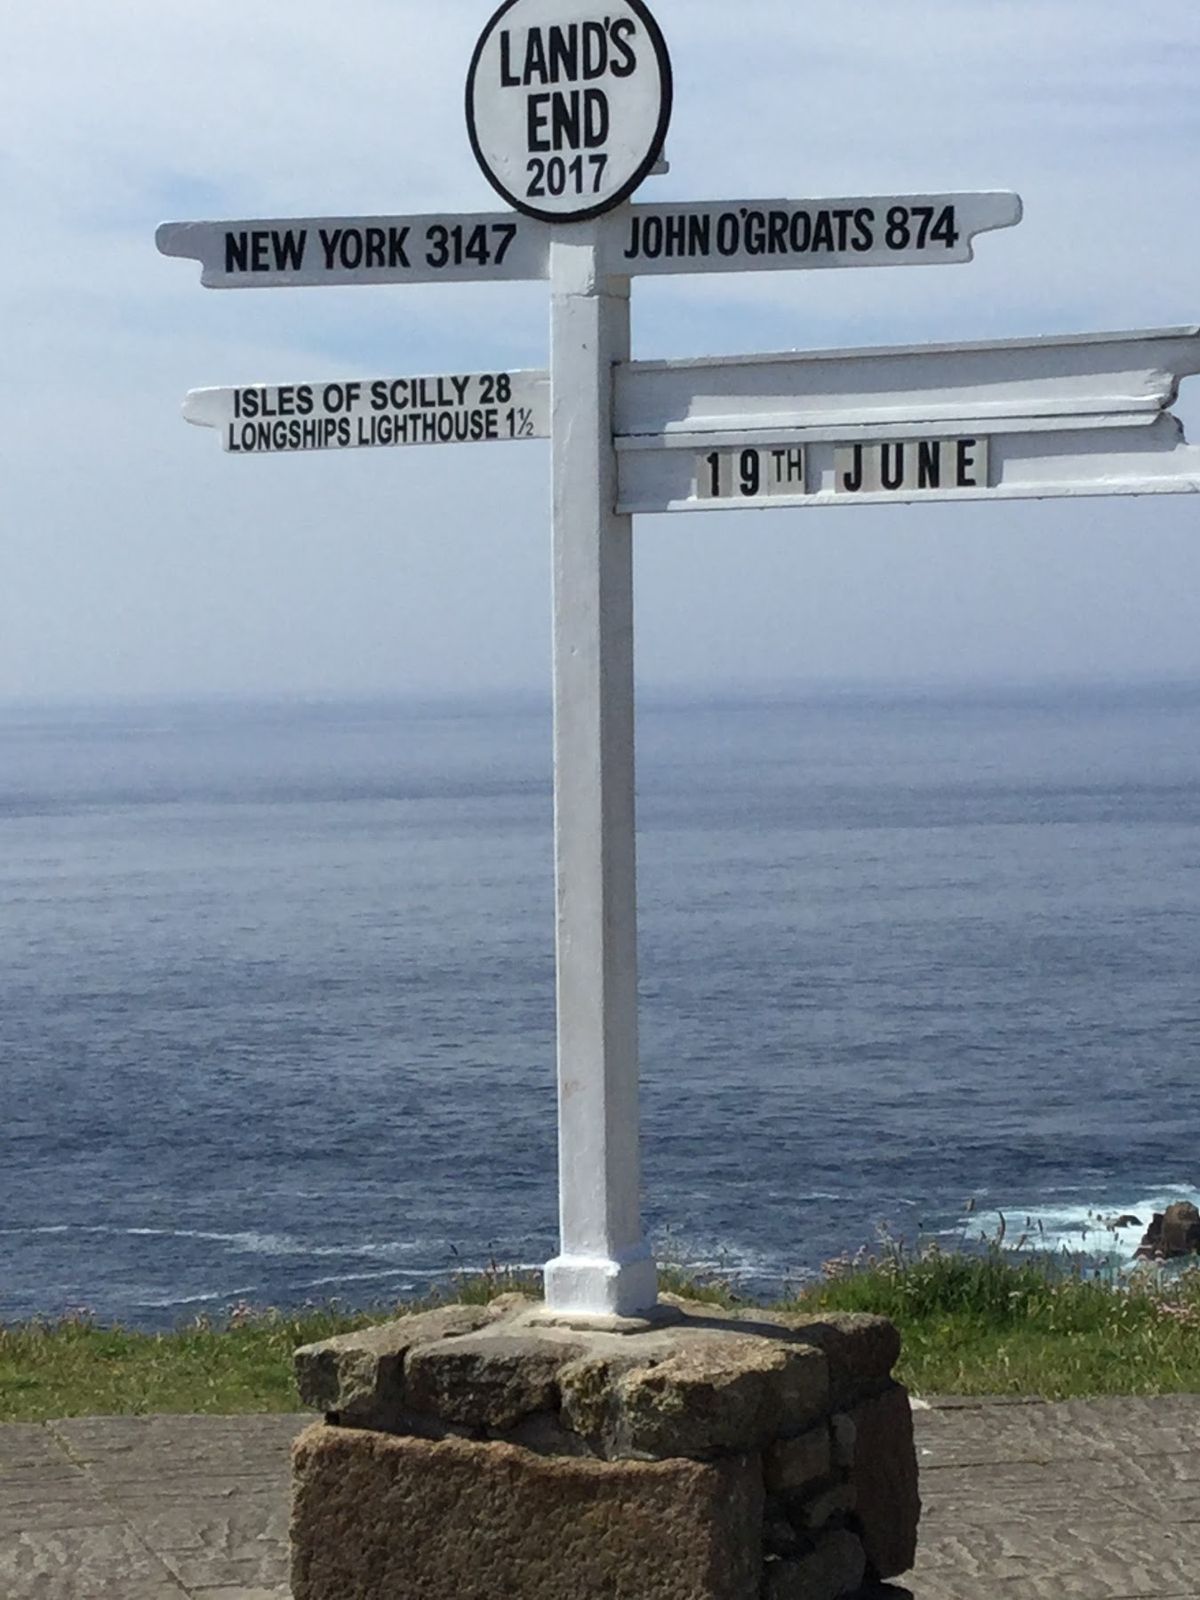 LAND'S
END
2017
NEW YORK 3147
JOHN O'GROATS 874
ISLES OF SCILLY 28
LONGSHIPS LIGHTHOUSE 1½
19TH JUNE